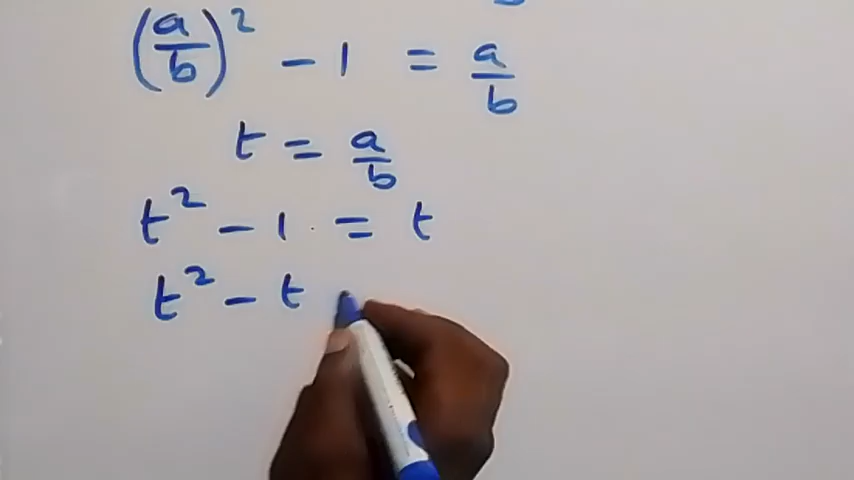 (a/b)² - 1 = a/b
t = a/b
t² - 1 = t
t² - t